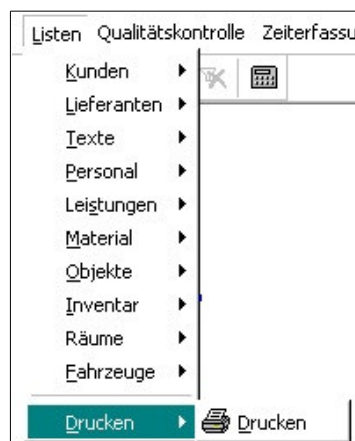 Listen Qualitätskontrolle Zeiterfassu
Kunden
Lieferanten
Texte
Personal
Leistungen
Material
Objekte
Inventar
Räume
Fahrzeuge
Drucken Drucken